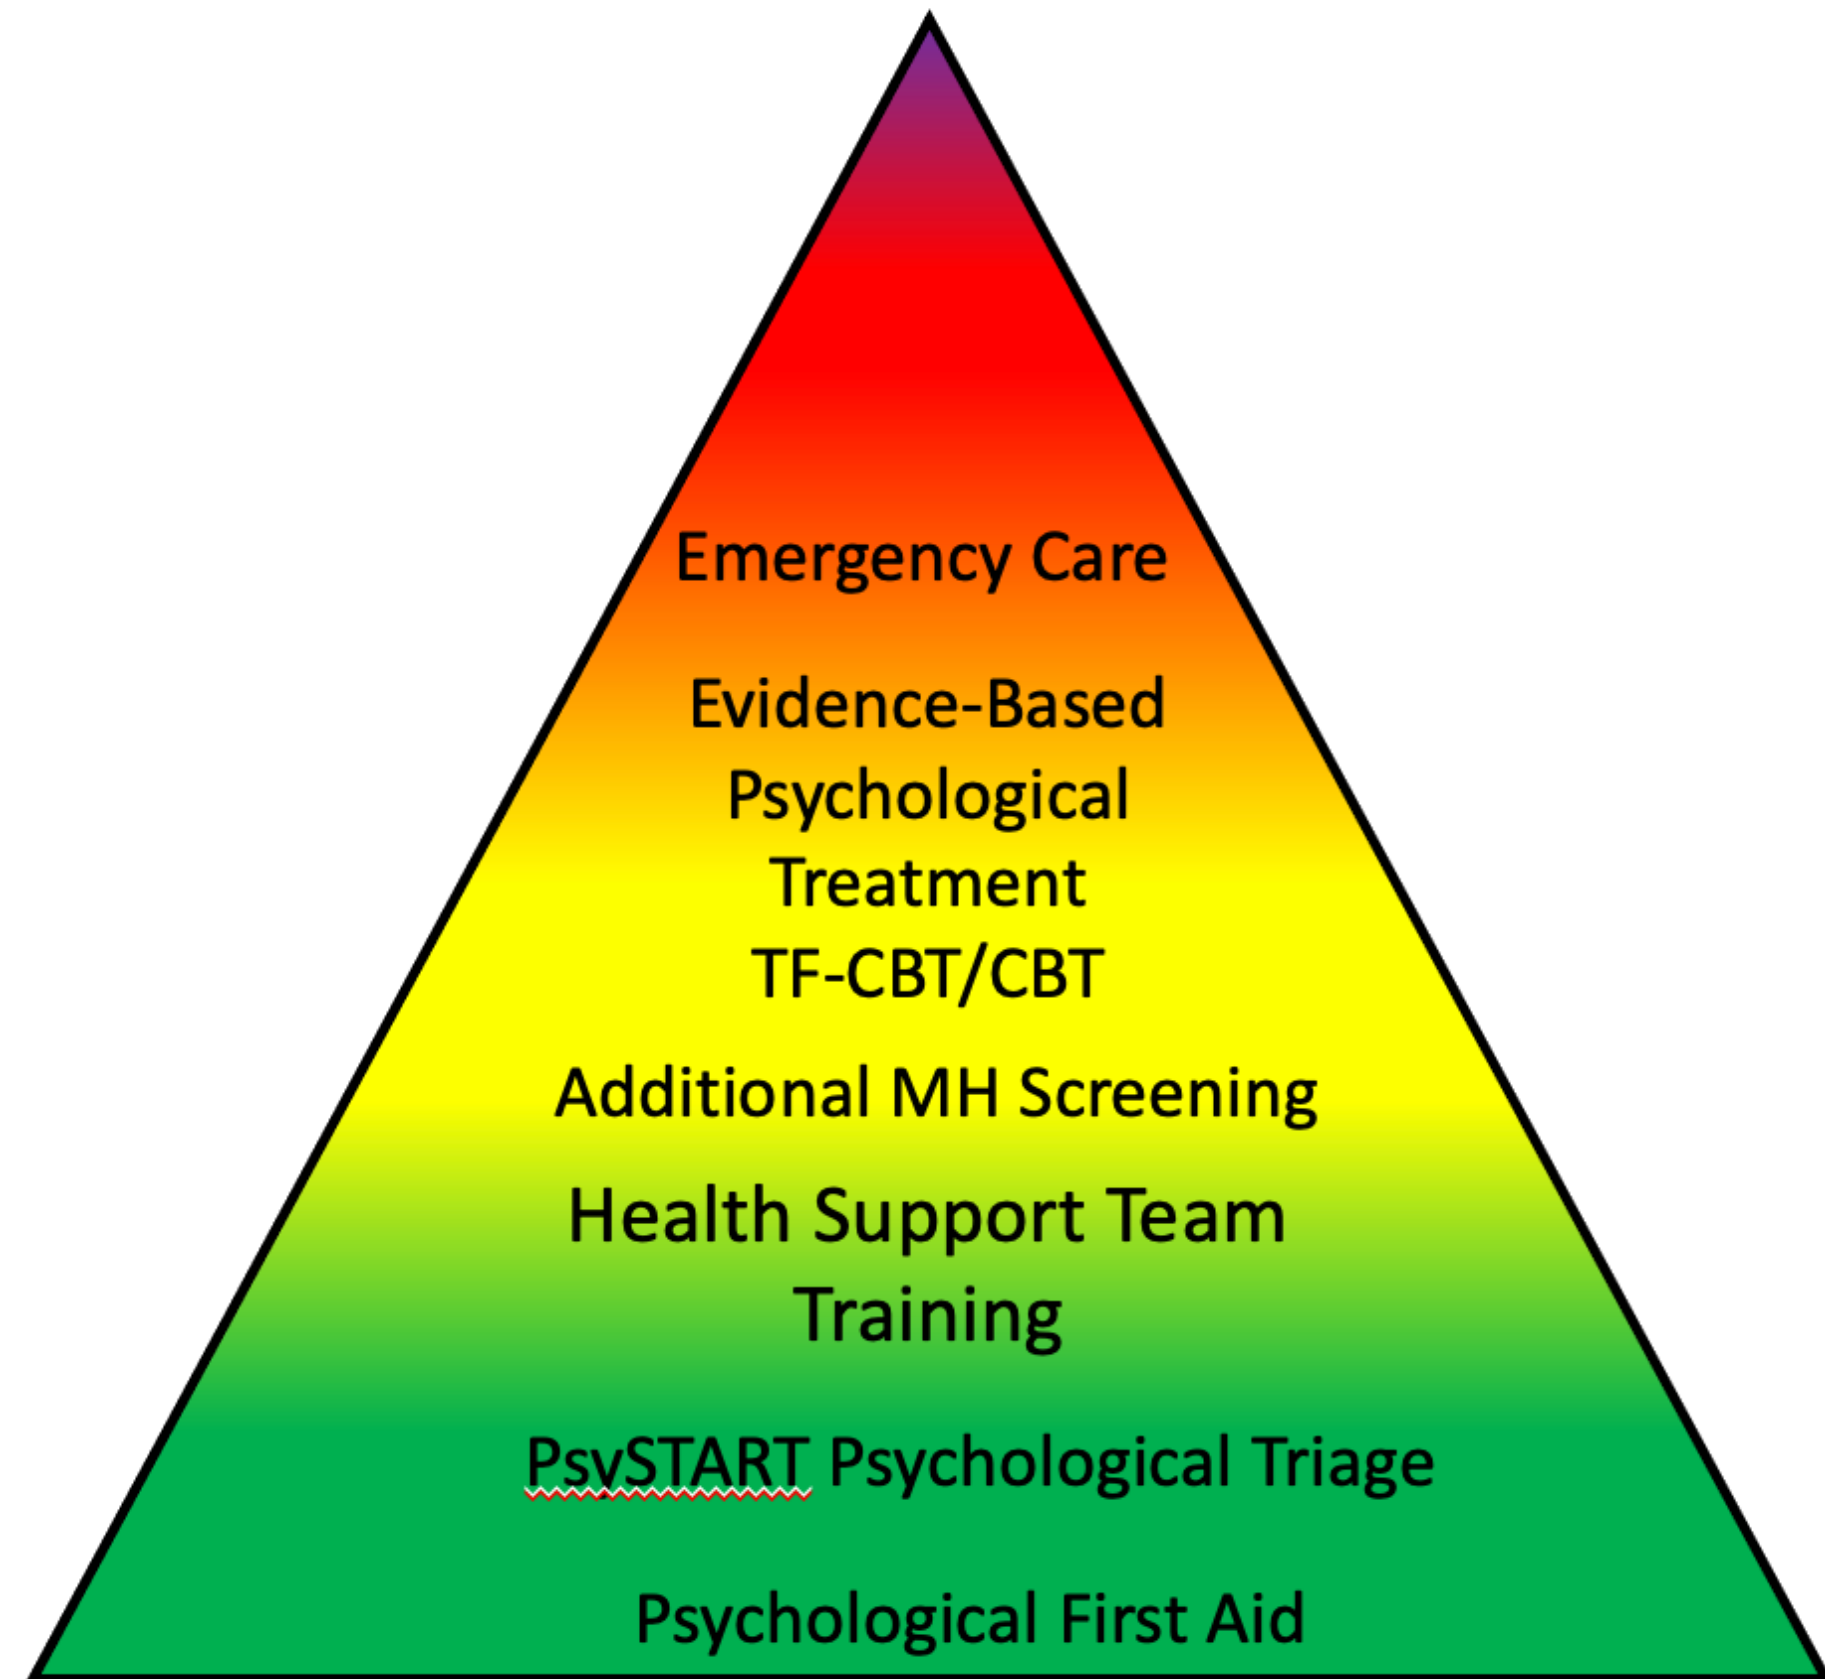 Emergency Care
Evidence-Based
Psychological
Treatment
TF-CBT/CBT
Additional MH Screening
Health Support Team
Training
PsySTART Psychological Triage
Psychological First Aid